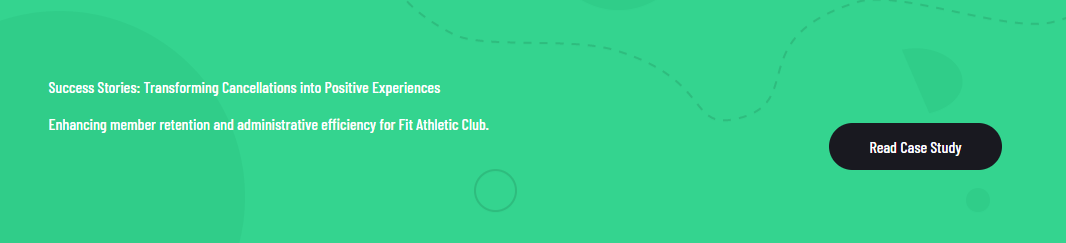 Success Stories: Transforming Cancellations into Positive Experiences
Enhancing member retention and administrative efficiency for Fit Athletic Club.
Read Case Study